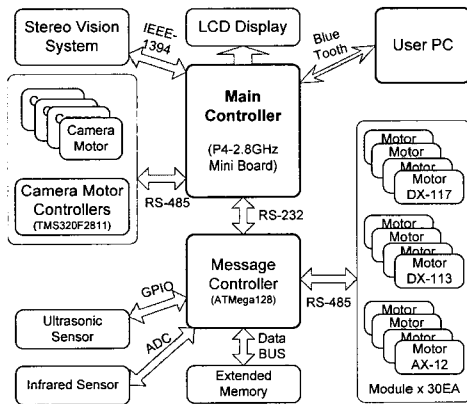 Stereo Vision
System
IEEE-
1394
LCD Display
Blue
Tooth
User PC
Main
Controller
(P4-2.8GHz
Mini Board)
Camera
Motor
Camera Motor
Controllers
(TMS320F2811)
RS-485
RS-232
Motor
Motor
Motor
Motor
DX-117
Motor
Motor
Motor
Motor
DX-113
Motor
Motor
Motor
Motor
AX-12
Module x 30EA
Message
Controller
(ATMega128)
RS-485
GPIO
Ultrasonic
Sensor
ADC
Data
BUS
Infrared Sensor
Extended
Memory